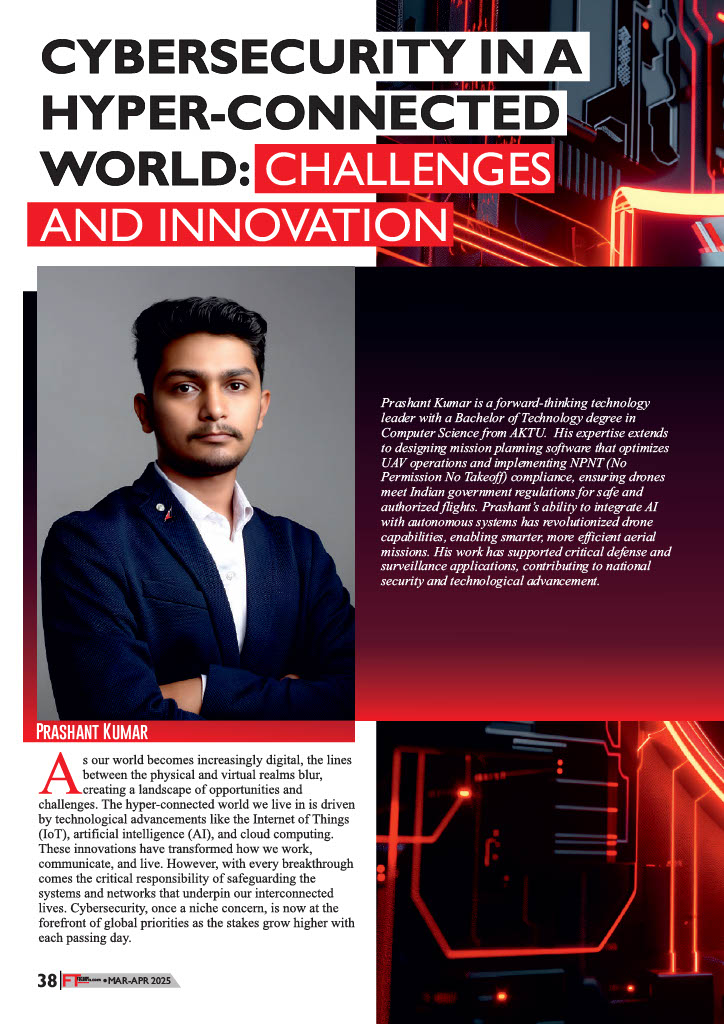 CYBERSECURITY IN A
HYPER-CONNECTED
WORLD: CHALLENGES
AND INNOVATION
Prashant Kumar is a forward-thinking technology
leader with a Bachelor of Technology degree in
Computer Science from AKTU. His expertise extends
to designing mission planning software that optimizes
UAV operations and implementing NPNT (No
Permission No Takeoff) compliance, ensuring drones
meet Indian government regulations for safe and
authorized flights. Prashant's ability to integrate AI
with autonomous systems has revolutionized drone
capabilities, enabling smarter, more efficient aerial
missions. His work has supported critical defense and
surveillance applications, contributing to national
security and technological advancement.
PRASHANT KUMAR
As our world becomes increasingly digital, the lines
between the physical and virtual realms blur,
creating a landscape of opportunities and
challenges. The hyper-connected world we live in is driven
by technological advancements like the Internet of Things
(IoT), artificial intelligence (AI), and cloud computing.
These innovations have transformed how we work,
communicate, and live. However, with every breakthrough
comes the critical responsibility of safeguarding the
systems and networks that underpin our interconnected
lives. Cybersecurity, once a niche concern, is now at the
forefront of global priorities as the stakes grow higher with
each passing day.
38 FT • MAR-APR 2025